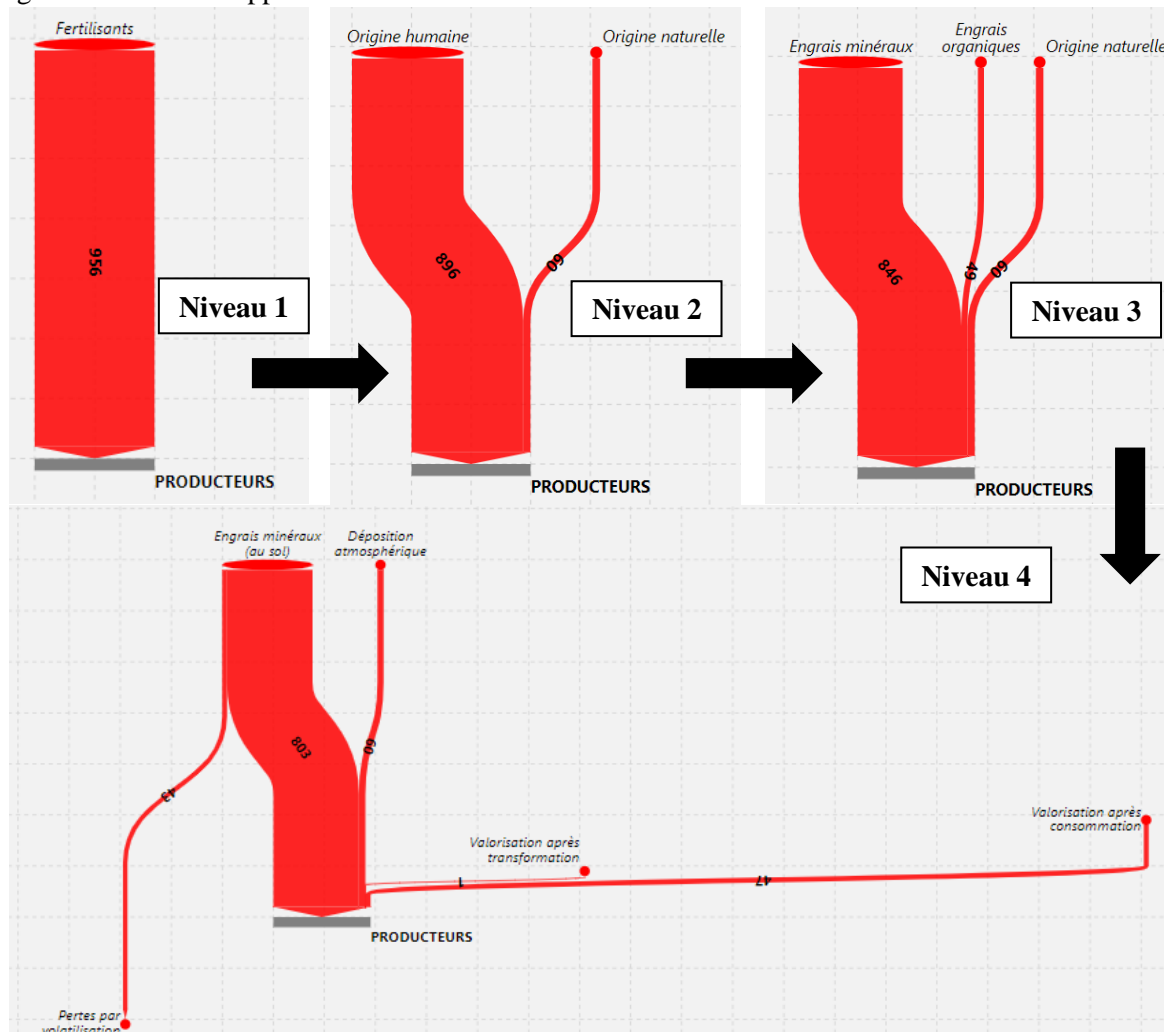 Fertilisants
956
Niveau 1
PRODUCTEURS
Origine humaine
Origine naturelle
896
60
Niveau 2
PRODUCTEURS
Engrais minéraux
Engrais
organiques
Origine naturelle
846
49
60
Niveau 3
PRODUCTEURS
Engrais minéraux
(au sol)
Déposition
atmosphérique
Niveau 4
803
60
43
Valorisation après
transformation
1
Valorisation après
consommation
47
PRODUCTEURS
Pertes par
volatilisation